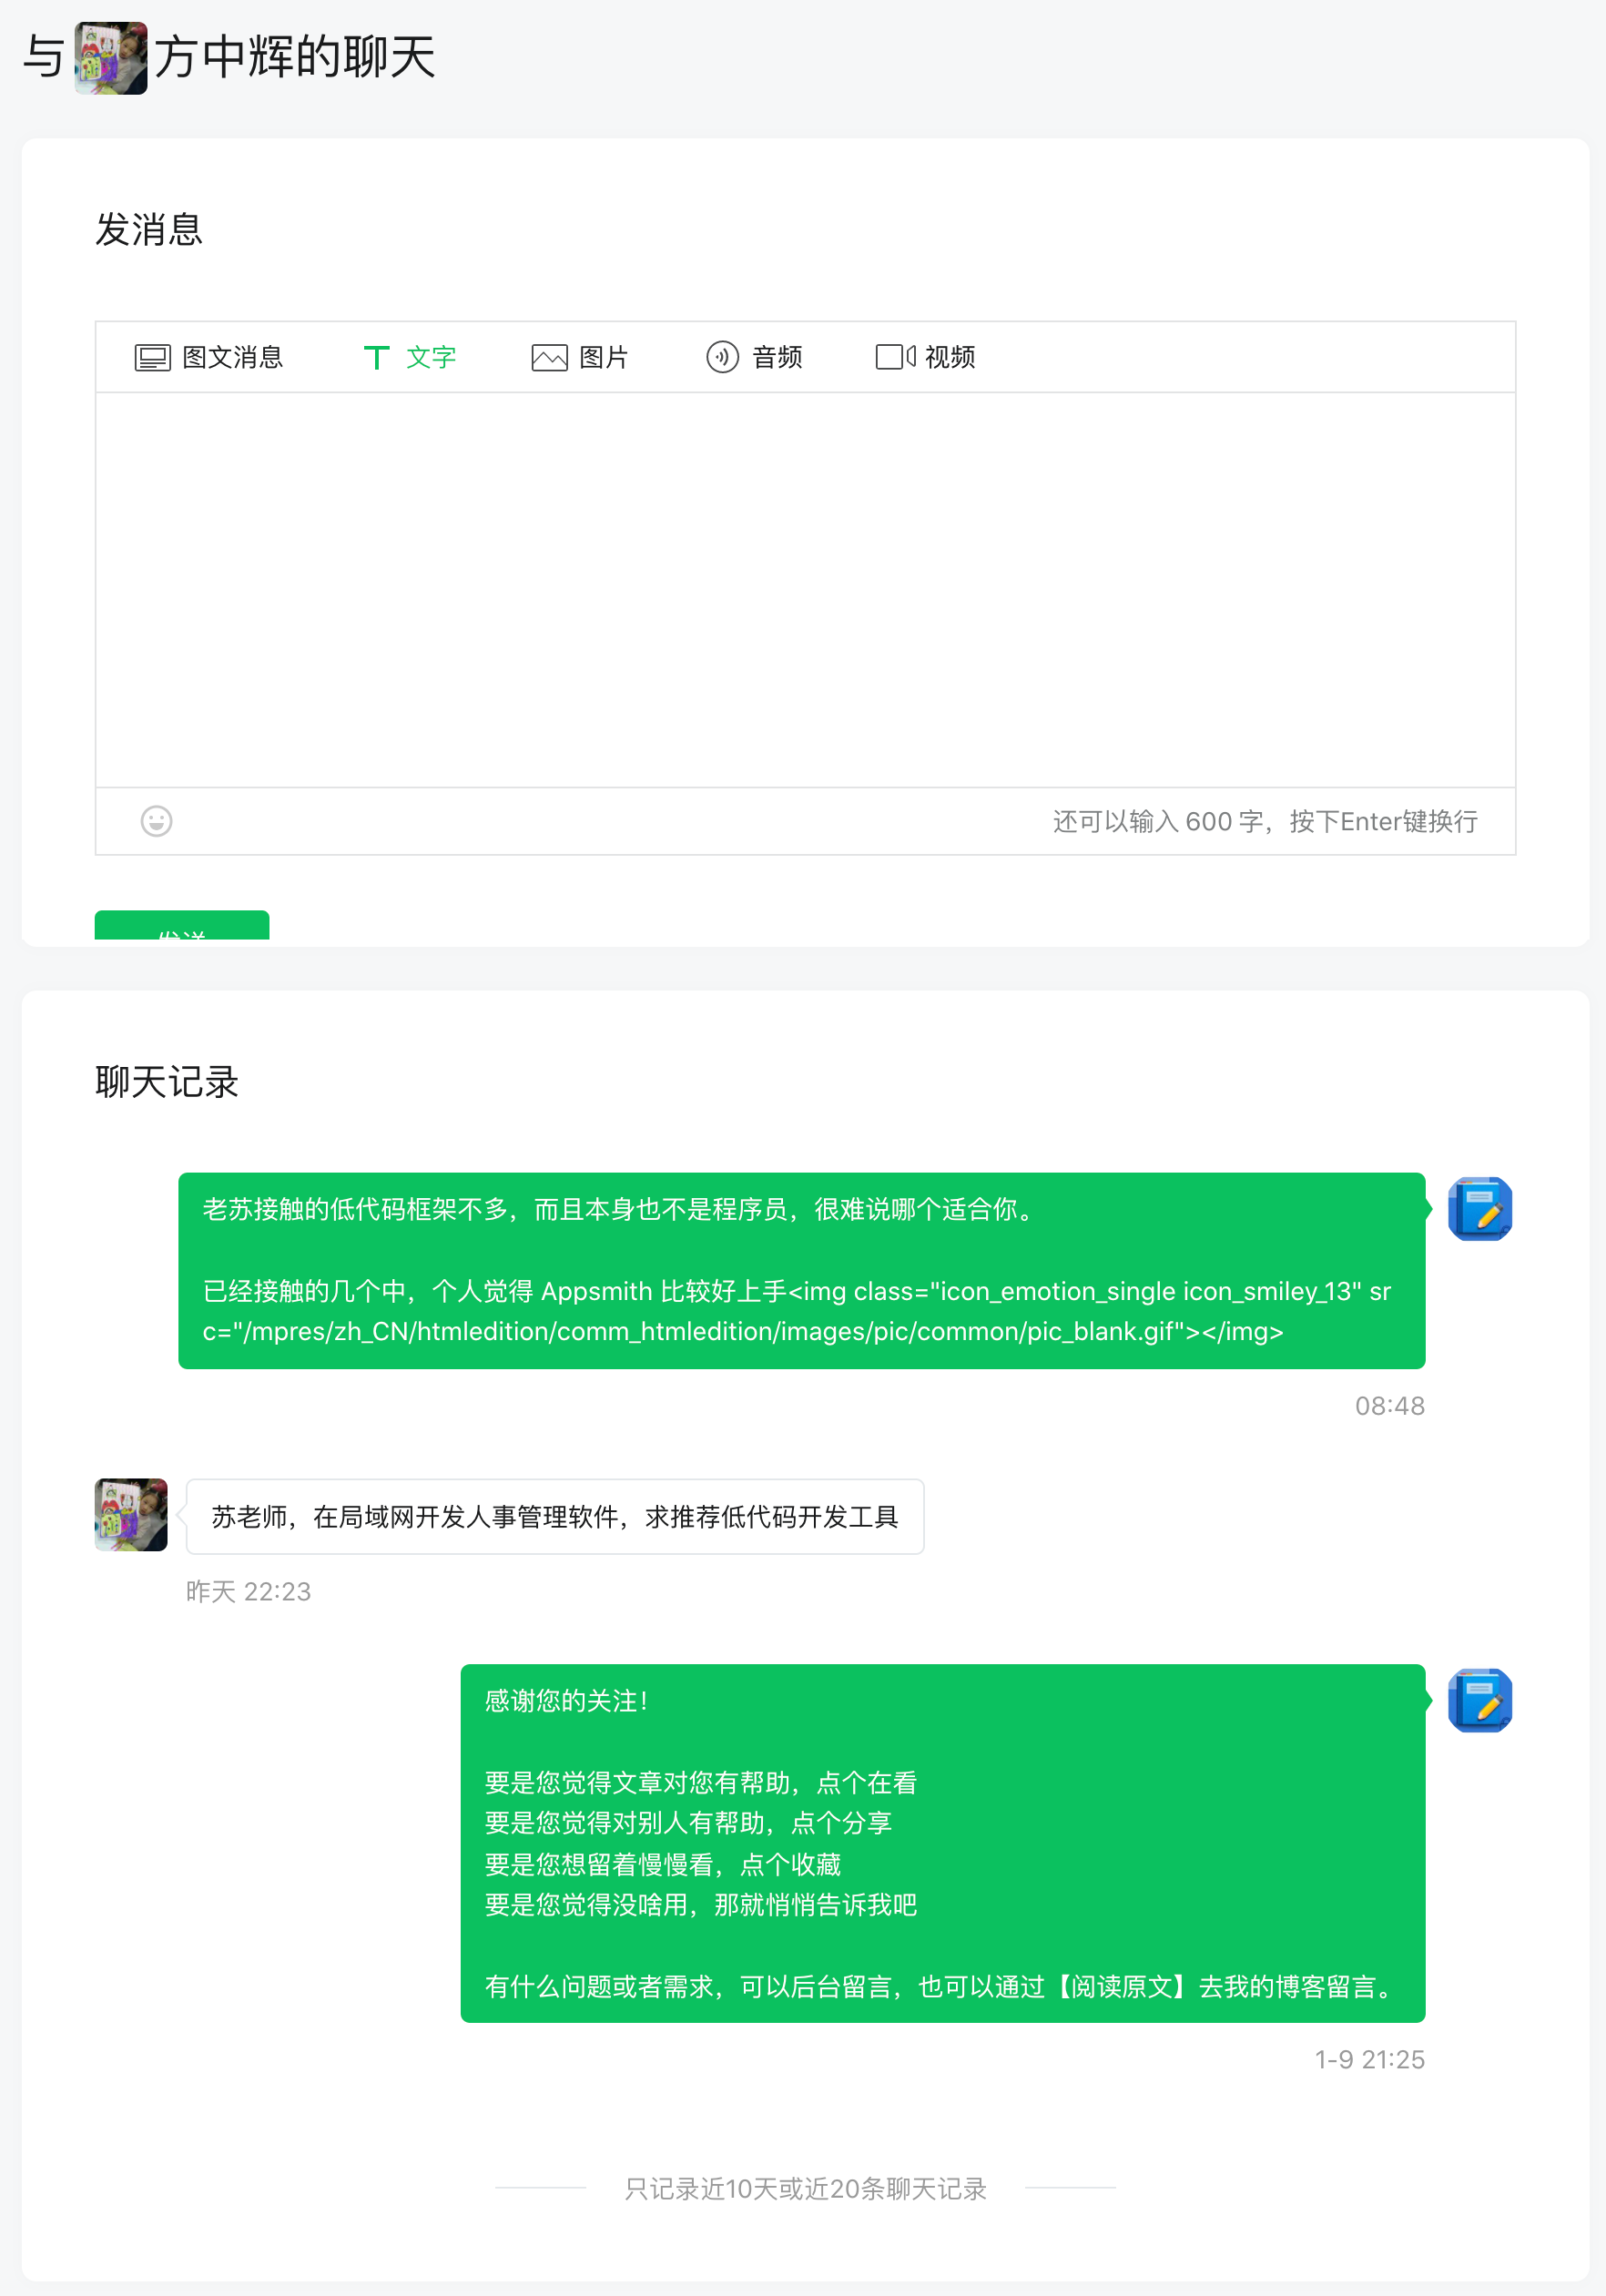 与方中辉的聊天
发消息
图文消息 文字 图片 音频 视频
还可以输入 600 字，按下Enter键换行
发送
聊天记录
老苏接触的低代码框架不多，而且本身也不是程序员，很难说哪个适合你。
已经接触的几个中，个人觉得 Appsmith 比较好上手<img class="icon_emotion_single icon_smiley_13" sr
c="/mpres/zh_CN/htmledition/comm_htmledition/images/pic/common/pic_blank.gif"></img>
08:48
苏老师，在局域网开发人事管理软件，求推荐低代码开发工具
昨天 22:23
感谢您的关注！
要是您觉得文章对您有帮助，点个在看
要是您觉得对别人有帮助，点个分享
要是您想留着慢慢看，点个收藏
要是您觉得没啥用，那就悄悄告诉我吧
有什么问题或者需求，可以后台留言，也可以通过【阅读原文】去我的博客留言。
1-9 21:25
只记录近10天或近20条聊天记录